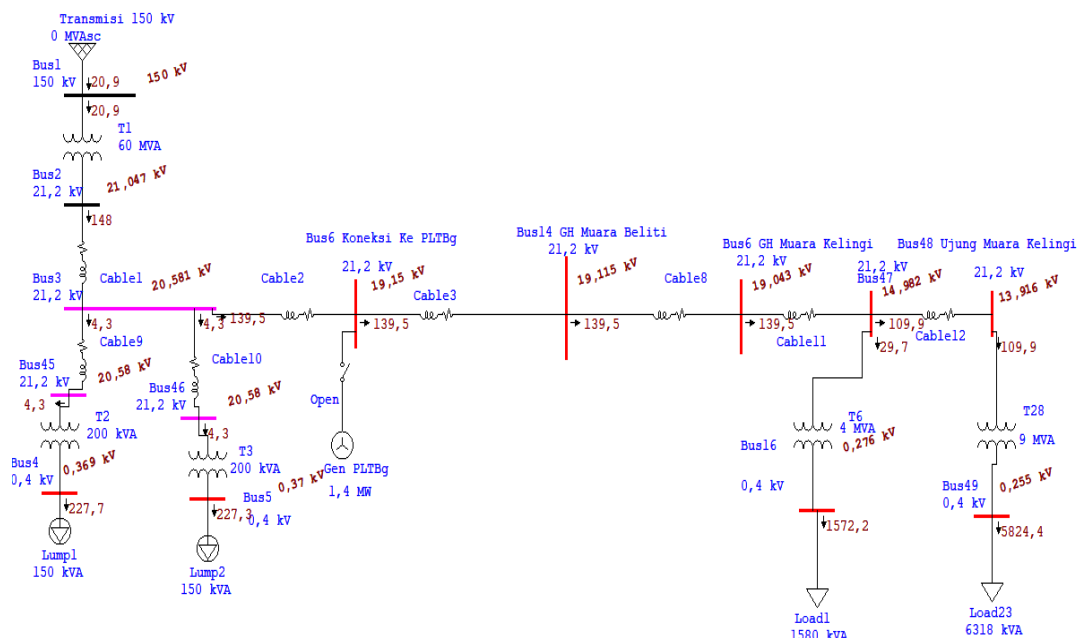 Transmisi 150 kV
0 MVAsc
Bus1
150 kV
20,9
150 kV
20,9
T1
60 MVA
Bus2
21,2 kV
21,047 kV
148
Bus3
21,2 kV
Cable1
20,581 kV
4,3
4,3
139,5
Cable2
Bus6 Koneksi Ke PLTBg
21,2 kV
19,15 kV
139,5
Cable3
Bus14 GH Muara Beliti
21,2 kV
19,115 kV
139,5
Cable8
Bus6 GH Muara Kelingi
21,2 kV
19,043 kV
139,5
Cable11
Bus47
21,2 kV
14,982 kV
109,9
29,7
Cable12
Bus48 Ujung Muara Kelingi
21,2 kV
13,916 kV
109,9
Cable9
Cable10
Bus45
21,2 kV
20,58 kV
4,3
T2
200 kVA
Bus4
0,4 kV
0,369 kV
227,7
Lump1
150 kVA
Bus46
21,2 kV
20,58 kV
4,3
T3
200 kVA
Bus5
0,4 kV
0,37 kV
227,3
Lump2
150 kVA
Open
Gen PLTBg
1,4 MW
T6
4 MVA
Bus16
0,276 kV
0,4 kV
1572,2
Load1
1580 kVA
T28
9 MVA
Bus49
0,4 kV
0,255 kV
5824,4
Load23
6318 kVA